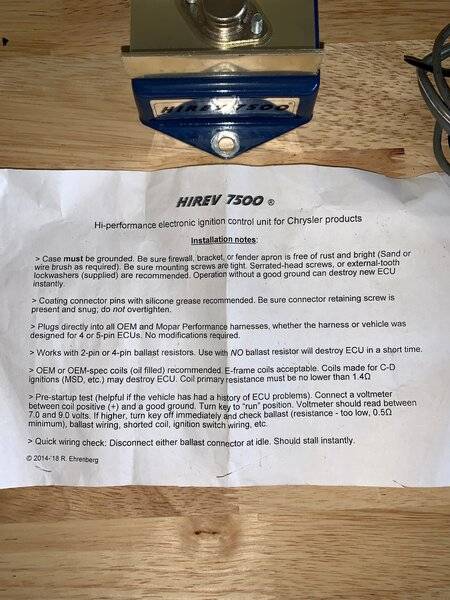 HIREV 7500
HIREV 7500 ®
Hi-performance electronic ignition control unit for Chrysler products
Installation notes:
> Case must be grounded. Be sure firewall, bracket, or fender apron is free of rust and bright (Sand or
wire brush as required). Be sure mounting screws are tight. Serrated-head screws, or external-tooth
lockwashers (supplied) are recommended. Operation without a good ground can destroy new ECU
instantly.
> Coating connector pins with silicone grease recommended. Be sure connector retaining screw is
present and snug; do not overtighten.
> Plugs directly into all OEM and Mopar Performance harnesses, whether the harness or vehicle was
designed for 4 or 5-pin ECUs. No modifications required.
> Works with 2-pin or 4-pin ballast resistors. Use with NO ballast resistor will destroy ECU in a short time.
> OEM or OEM-spec coils (oil filled) recommended. E-frame coils acceptable. Coils made for C-D
ignitions (MSD, etc.) may destroy ECU. Coil primary resistance must be no lower than 1.4Ω
> Pre-startup test (helpful if the vehicle has had a history of ECU problems). Connect a voltmeter
between coil positive (+) and a good ground. Turn key to "run" position. Voltmeter should read between
7.0 and 9.0 volts. If higher, turn key off immediately and check ballast (resistance - too low, 0.5Ω
minimum), ballast wiring, shorted coil, ignition switch wiring, etc.
> Quick wiring check: Disconnect either ballast connector at idle. Should stall instantly.
© 2014-'18 R. Ehrenberg